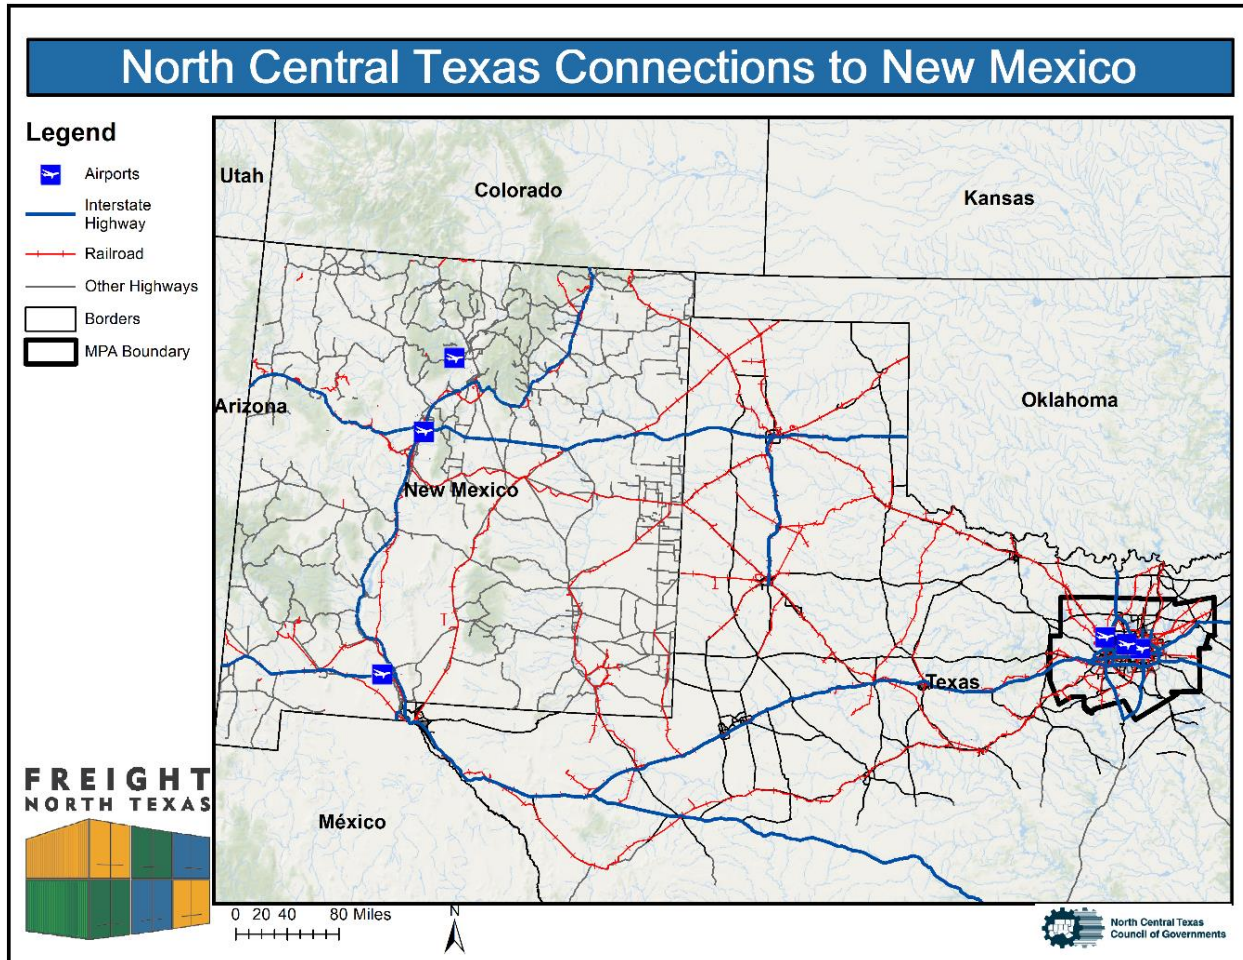 North Central Texas Connections to New Mexico
Legend
Airports
Interstate
Highway
Railroad
Other Highways
Borders
MPA Boundary
Utah
Colorado
Kansas
Arizona
Oklahoma
New Mexico
Texas
México
FREIGHT
NORTH TEXAS
0 20 40 80 Miles
N
North Central Texas
Council of Governments